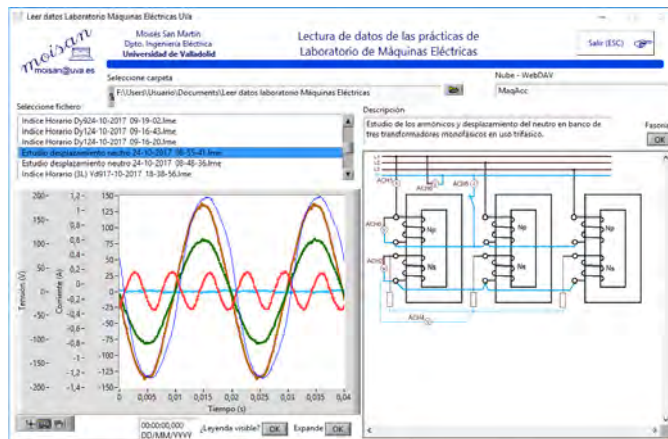 Leer datos Laboratorio Máquinas Eléctricas UVa
moisan
moisan@uva.es
Moisés San Martín
Dpto. Ingeniería Eléctrica
Universidad de Valladolid
Lectura de datos de las prácticas de
Laboratorio de Máquinas Eléctricas
Salir (ESC)
Seleccione carpeta
F:\Users\Usuario\Documents\Leer datos laboratorio Máquinas Eléctricas
Nube - WebDAV
MaqAcc
Seleccione fichero
Indice Horario Dy924-10-2017 09-19-02.lme
Indice Horario Dy124-10-2017 09-16-43.lme
Indice Horario Dy124-10-2017 09-16-20.lme
Estudio desplazamiento neutro 24-10-2017 08-55-41.lme
Estudio desplazamiento neutro 24-10-2017 08-48-36.lme
Indice Horario (3L) Yd917-10-2017 18-38-56.lme
Descripción
Estudio de los armónicos y desplazamiento del neutro en banco de
tres transformadores monofásicos en uso trifásico.
Fasoria
OK
Tensión (V)
200-
150-
100-
50-
0-
-50-
-100-
-150-
-200-
Corriente (A)
1,2-
1-
0,8-
0,6-
0,4-
0,2-
0-
-0,2-
-0,4-
-0,6-
-0,8-
-1-
-1,2-
-1,4-
150-
125-
100-
75-
50-
25-
0-
-25-
-50-
-75-
-100-
-125-
-150-
0
0,005
0,01
0,015
0,02
0,025
0,03
0,035
0,04
Tiempo (s)
00:00:00,000
DD/MM/YYYY
¿Leyenda visible?
OK
Expande
OK
Np
Np
Np
Ns
Ns
Ns
ACH4